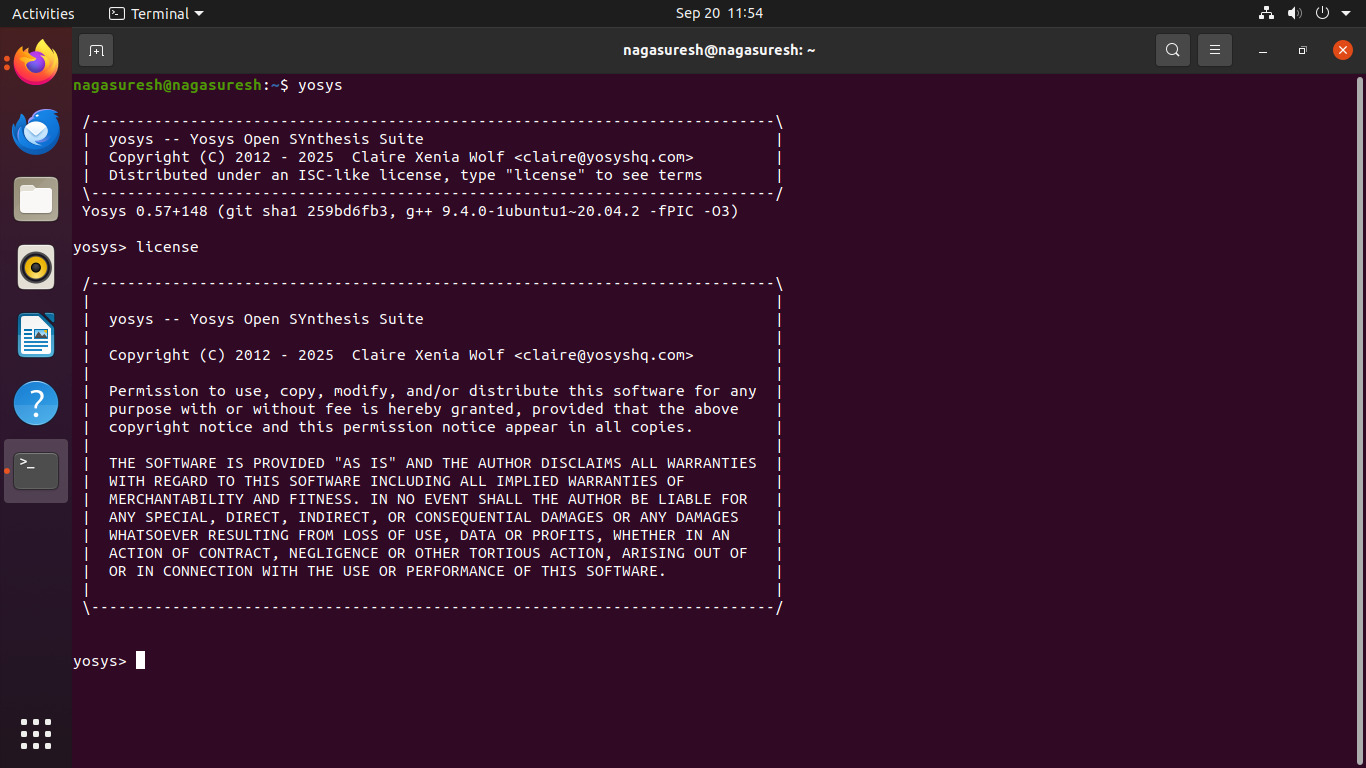 Activities
Terminal
Sep 20 11:54
nagasuresh@nagasuresh: ~
nagasuresh@nagasuresh:~$ yosys
/----------------------------------------------------------------------------\
|  yosys -- Yosys Open SYnthesis Suite                                       |
|  Copyright (C) 2012 - 2025  Claire Xenia Wolf <claire@yosyshq.com>         |
|  Distributed under an ISC-like license, type "license" to see terms        |
\----------------------------------------------------------------------------/
Yosys 0.57+148 (git sha1 259bd6fb3, g++ 9.4.0-1ubuntu1~20.04.2 -fPIC -O3)
yosys> license
/----------------------------------------------------------------------------\
|                                                                            |
|  yosys -- Yosys Open SYnthesis Suite                                       |
|                                                                            |
|  Copyright (C) 2012 - 2025  Claire Xenia Wolf <claire@yosyshq.com>         |
|                                                                            |
|  Permission to use, copy, modify, and/or distribute this software for any  |
|  purpose with or without fee is hereby granted, provided that the above    |
|  copyright notice and this permission notice appear in all copies.         |
|                                                                            |
|  THE SOFTWARE IS PROVIDED "AS IS" AND THE AUTHOR DISCLAIMS ALL WARRANTIES  |
|  WITH REGARD TO THIS SOFTWARE INCLUDING ALL IMPLIED WARRANTIES OF          |
|  MERCHANTABILITY AND FITNESS. IN NO EVENT SHALL THE AUTHOR BE LIABLE FOR   |
|  ANY SPECIAL, DIRECT, INDIRECT, OR CONSEQUENTIAL DAMAGES OR ANY DAMAGES    |
|  WHATSOEVER RESULTING FROM LOSS OF USE, DATA OR PROFITS, WHETHER IN AN     |
|  ACTION OF CONTRACT, NEGLIGENCE OR OTHER TORTIOUS ACTION, ARISING OUT OF   |
|  OR IN CONNECTION WITH THE USE OR PERFORMANCE OF THIS SOFTWARE.            |
|                                                                            |
\----------------------------------------------------------------------------/
yosys>